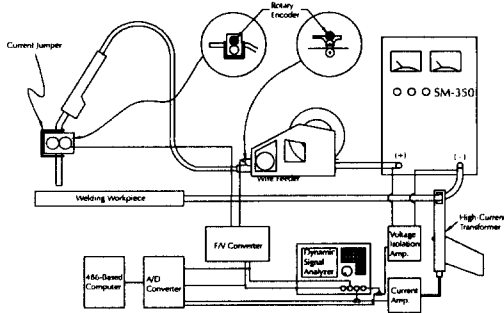 Rotary
Encoder
Current Jumper
SM-350
(+)
(-)
Wire Feeder
Welding Workpiece
High-Current
Transformer
Voltage
Isolation
Amp.
F/V Converter
Dynamic
Signal
Analyzer
486-Based
Computer
A/D
Converter
Current
Amp.